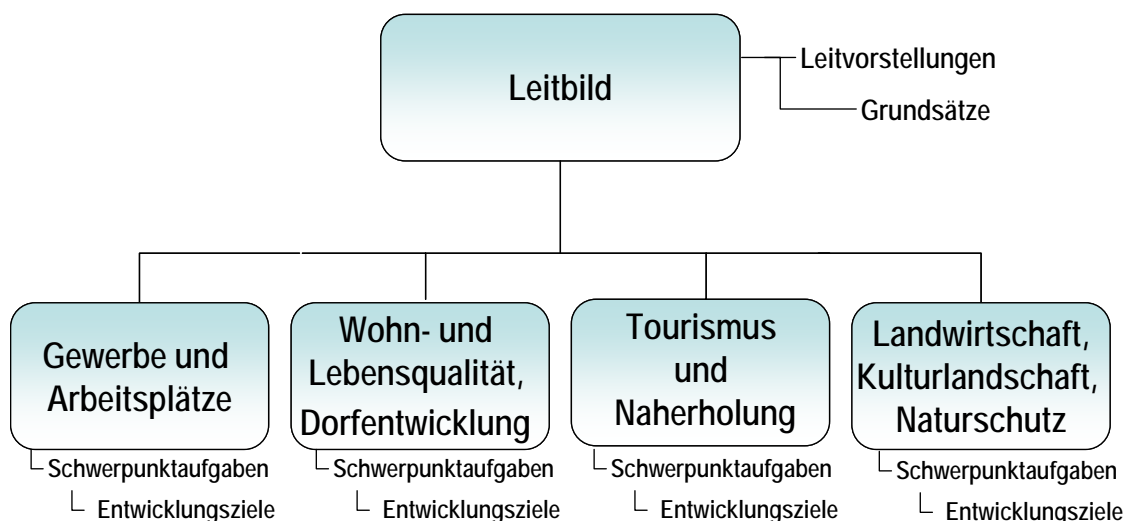 Leitbild
Leitvorstellungen
Grundsätze
Gewerbe und
Arbeitsplätze
Schwerpunktaufgaben
Entwicklungsziele
Wohn- und
Lebensqualität,
Dorfentwicklung
Schwerpunktaufgaben
Entwicklungsziele
Tourismus
und
Naherholung
Schwerpunktaufgaben
Entwicklungsziele
Landwirtschaft,
Kulturlandschaft,
Naturschutz
Schwerpunktaufgaben
Entwicklungsziele